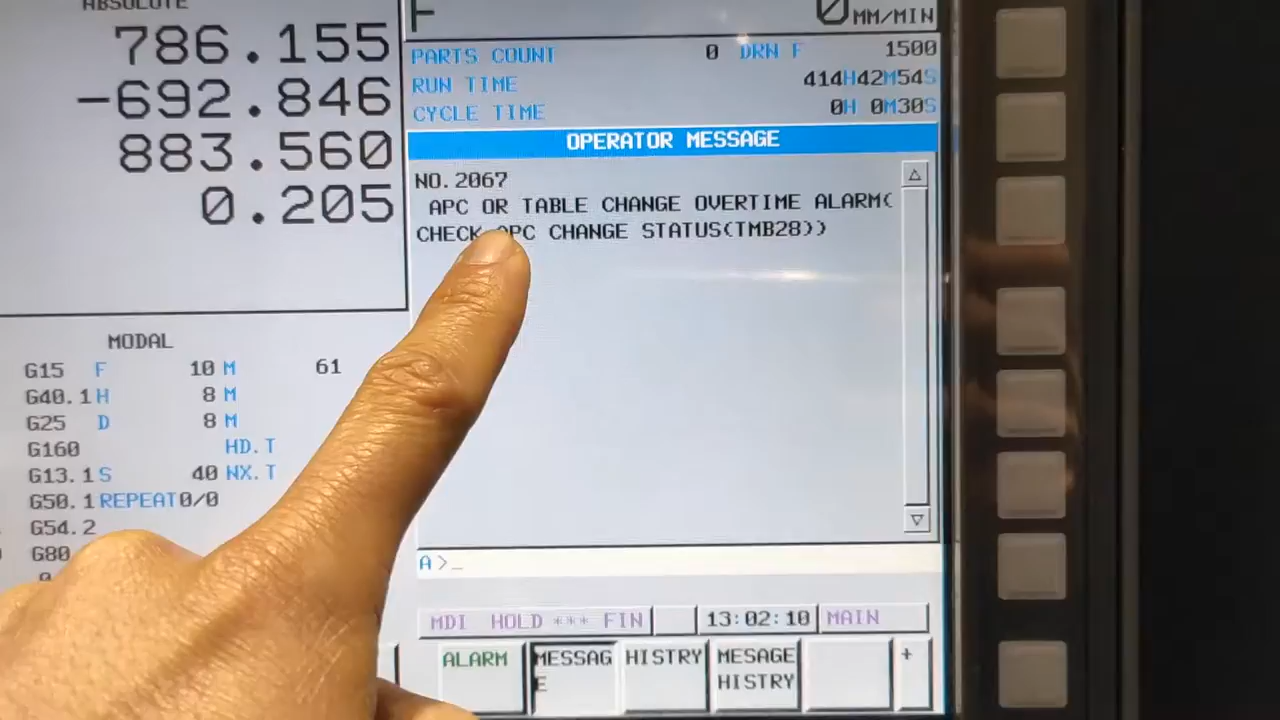 ABSOLUTE
786.155
-692.846
883.560
0.205
F 0 MM/MIN
PARTS COUNT 0 DRN F 1500
RUN TIME 414H42M54S
CYCLE TIME 0H 0M30S
OPERATOR MESSAGE
NO.2067
APC OR TABLE CHANGE OVERTIME ALARM(
CHECK APC CHANGE STATUS(TMB28))
MODAL
G15 F 10 M 61
G40.1 H 8 M
G25 D 8 M
G160 HD.T
G13.1 S 40 NX.T
G50.1 REPEAT 0/0
G54.2
G80
A>_
MDI HOLD *** FIN 13:02:10 MAIN
ALARM
MESSAG
E
HISTRY
MESAGE
HISTRY
+